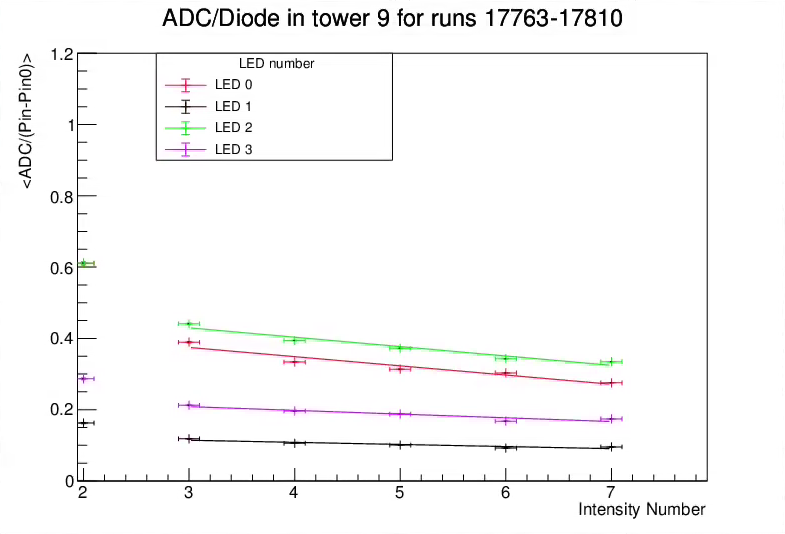 ADC/Diode in tower 9 for runs 17763-17810
<ADC/(Pin-Pin0)>
1.2
1
0.8
0.6
0.4
0.2
0
LED number
LED 0
LED 1
LED 2
LED 3
2 3 4 5 6 7
Intensity Number